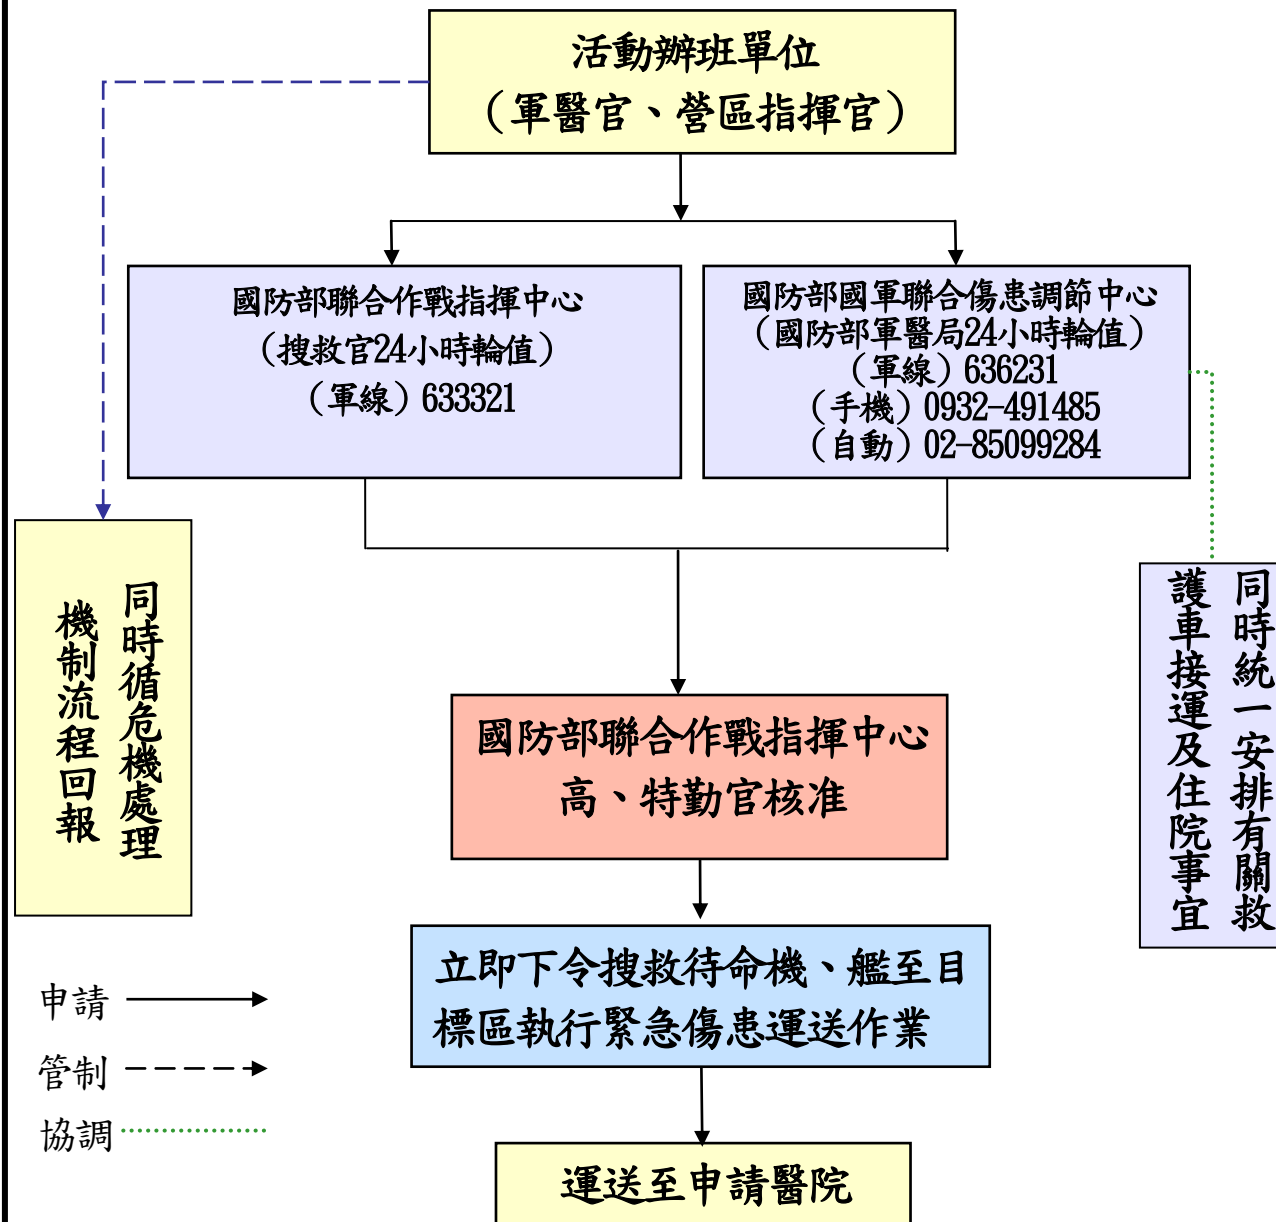 活動辦班單位
（軍醫官、營區指揮官）
國防部聯合作戰指揮中心
（搜救官24小時輪值）
（軍線）633321
國防部國軍聯合傷患調節中心
（國防部軍醫局24小時輪值）
（軍線）636231
（手機）0932-491485
（自動）02-85099284
同時循危機處理
機制流程回報
同時統一安排有關救
護車接運及住院事宜
國防部聯合作戰指揮中心
高、特勤官核准
立即下令搜救待命機、艦至目
標區執行緊急傷患運送作業
申請
管制
協調
運送至申請醫院